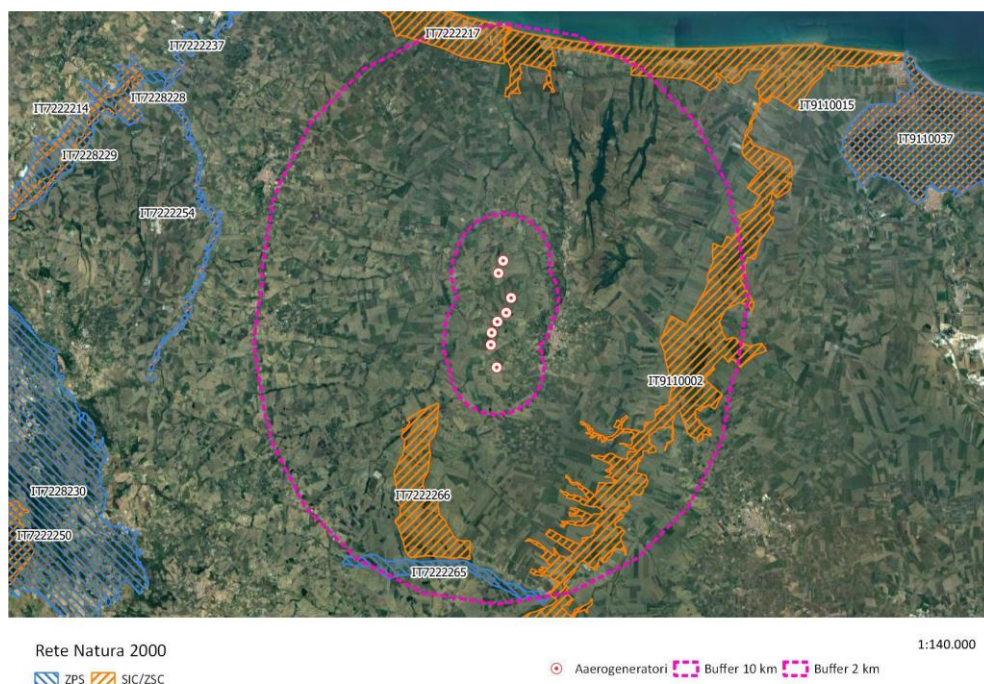 IT7222237
IT7222217
IT7228228
IT7222214
IT9110015
IT9110037
IT7228229
IT7222254
IT9110002
IT7228230
IT7222266
IT7222250
IT7222265
Rete Natura 2000
1:140.000
ZPS SIC/ZSC
Aaerogeneratori Buffer 10 km Buffer 2 km